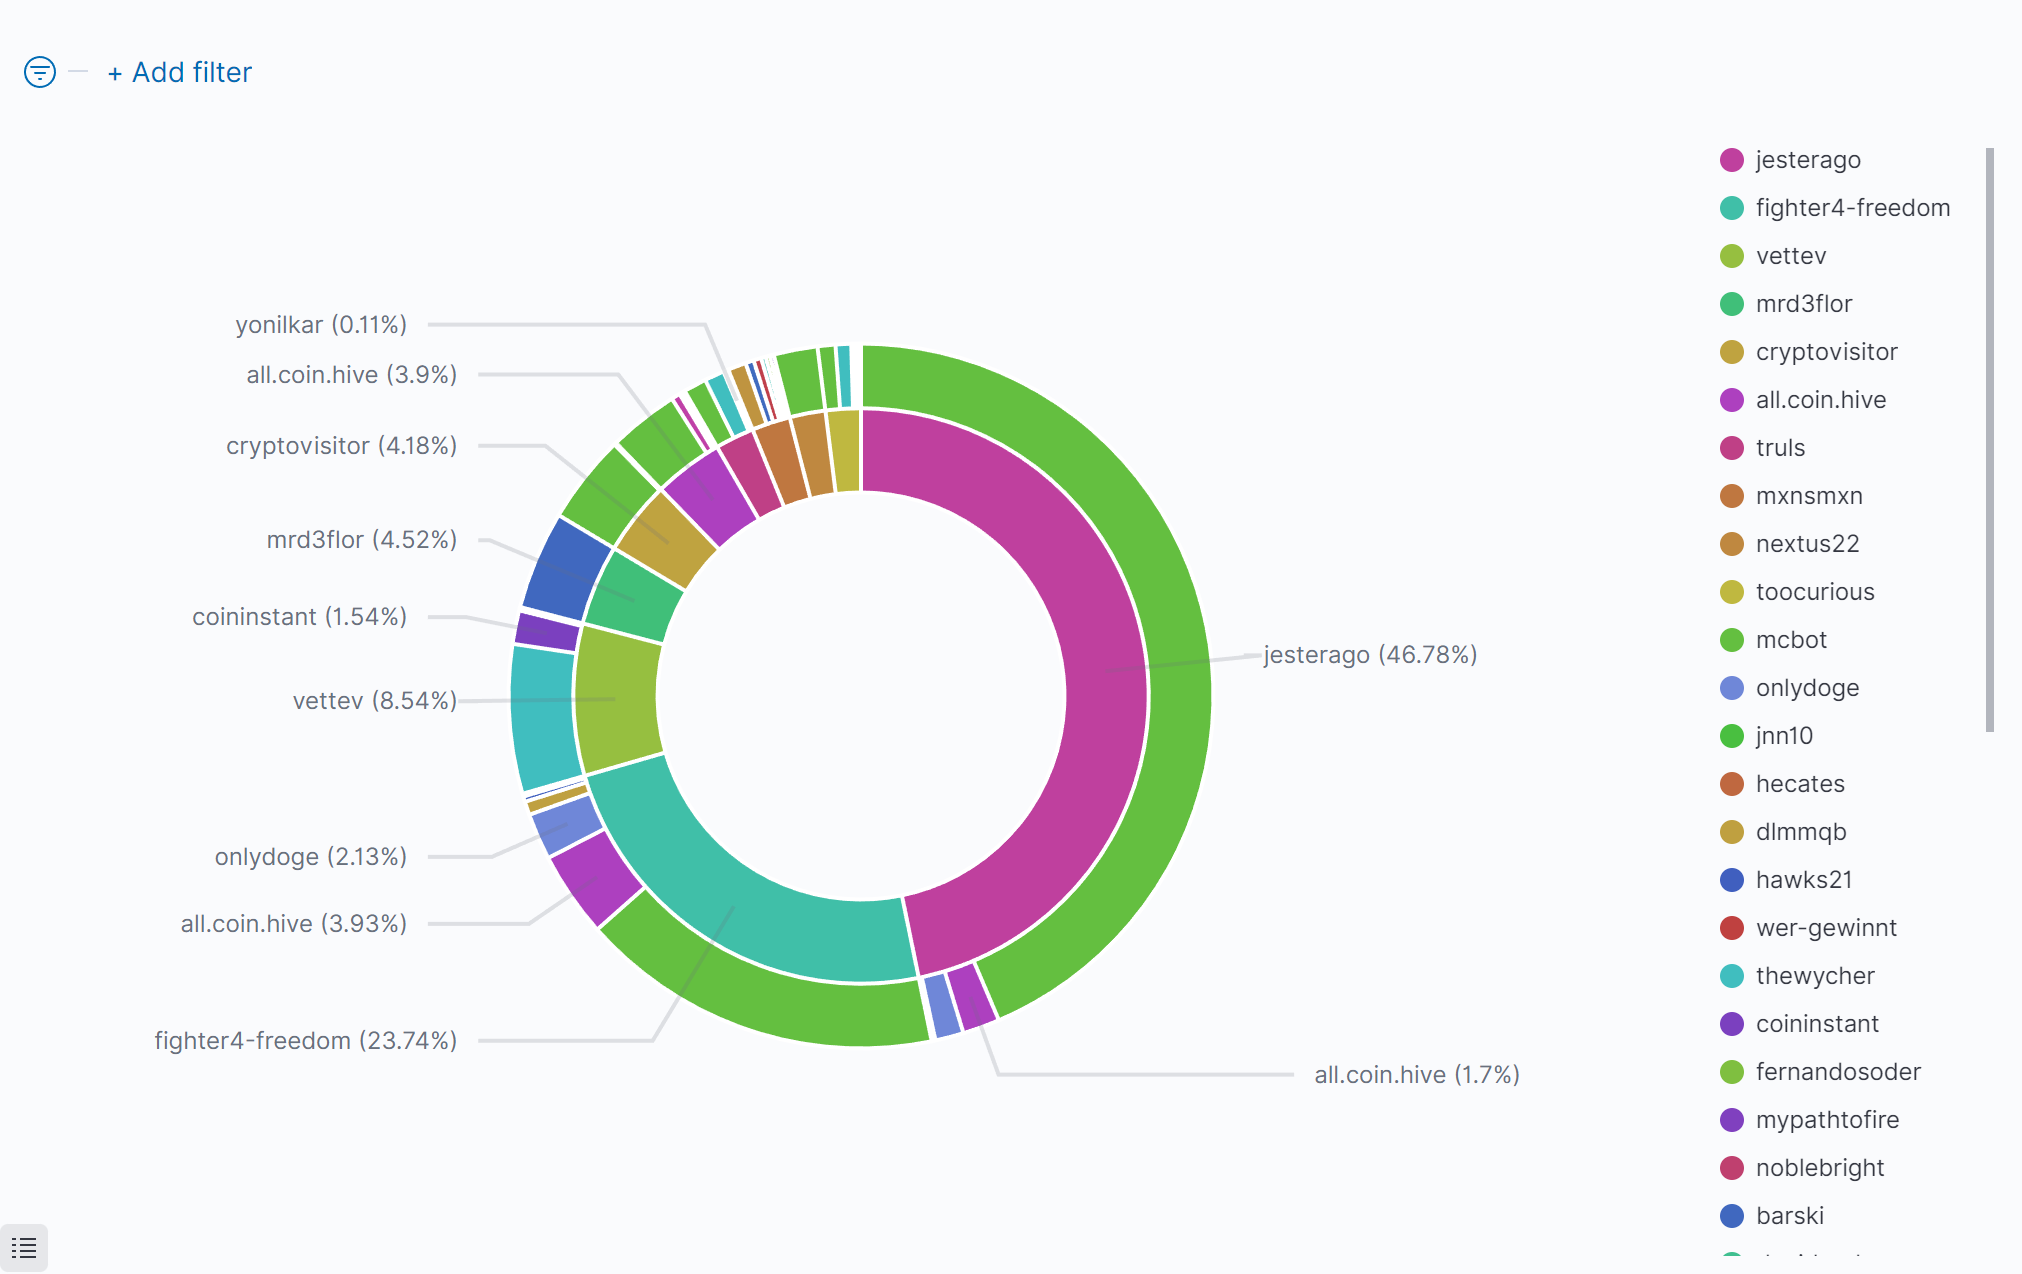 + Add filter
yonilkar (0.11%)
all.coin.hive (3.9%)
cryptovisitor (4.18%)
mrd3flor (4.52%)
coininstant (1.54%)
vettev (8.54%)
onlydoge (2.13%)
all.coin.hive (3.93%)
fighter4-freedom (23.74%)
jesterago (46.78%)
all.coin.hive (1.7%)
jesterago
fighter4-freedom
vettev
mrd3flor
cryptovisitor
all.coin.hive
truls
mxnsmxn
nextus22
toocurious
mcbot
onlydoge
jnn10
hecates
dlmmqb
hawks21
wer-gewinnt
thewycher
coininstant
fernandosoder
mypathtofire
noblebright
barski